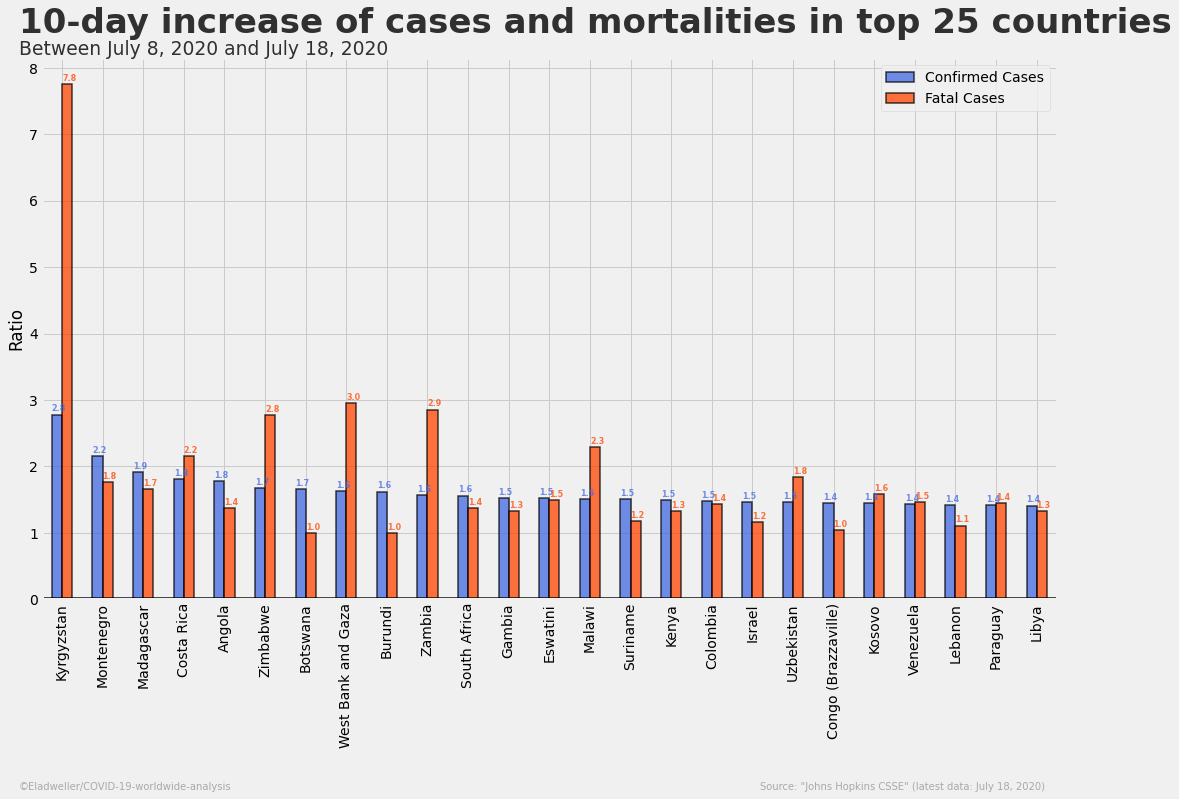 10-day increase of cases and mortalities in top 25 countries
Between July 8, 2020 and July 18, 2020
Confirmed Cases
Fatal Cases
Ratio
8
7
6
5
4
3
2
1
0
7.8
2.2
1.8
1.9
1.7
2.2
1.8
1.4
2.8
1.7
1.0
3.0
1.6
1.0
2.9
1.6
1.4
1.5
1.3
1.5
1.5
2.3
1.5
1.2
1.5
1.3
1.5
1.4
1.5
1.2
1.8
1.4
1.0
1.6
1.4
1.5
1.4
1.1
1.4
1.4
1.4
1.3
Kyrgyzstan
Montenegro
Madagascar
Costa Rica
Angola
Zimbabwe
Botswana
West Bank and Gaza
Burundi
Zambia
South Africa
Gambia
Eswatini
Malawi
Suriname
Kenya
Colombia
Israel
Uzbekistan
Congo (Brazzaville)
Kosovo
Venezuela
Lebanon
Paraguay
Libya
©Eladweller/COVID-19-worldwide-analysis
Source: "Johns Hopkins CSSE" (latest data: July 18, 2020)